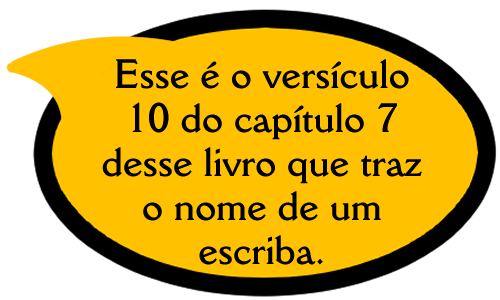 Esse é o versículo
10 do capítulo 7
desse livro que traz
o nome de um
escriba.